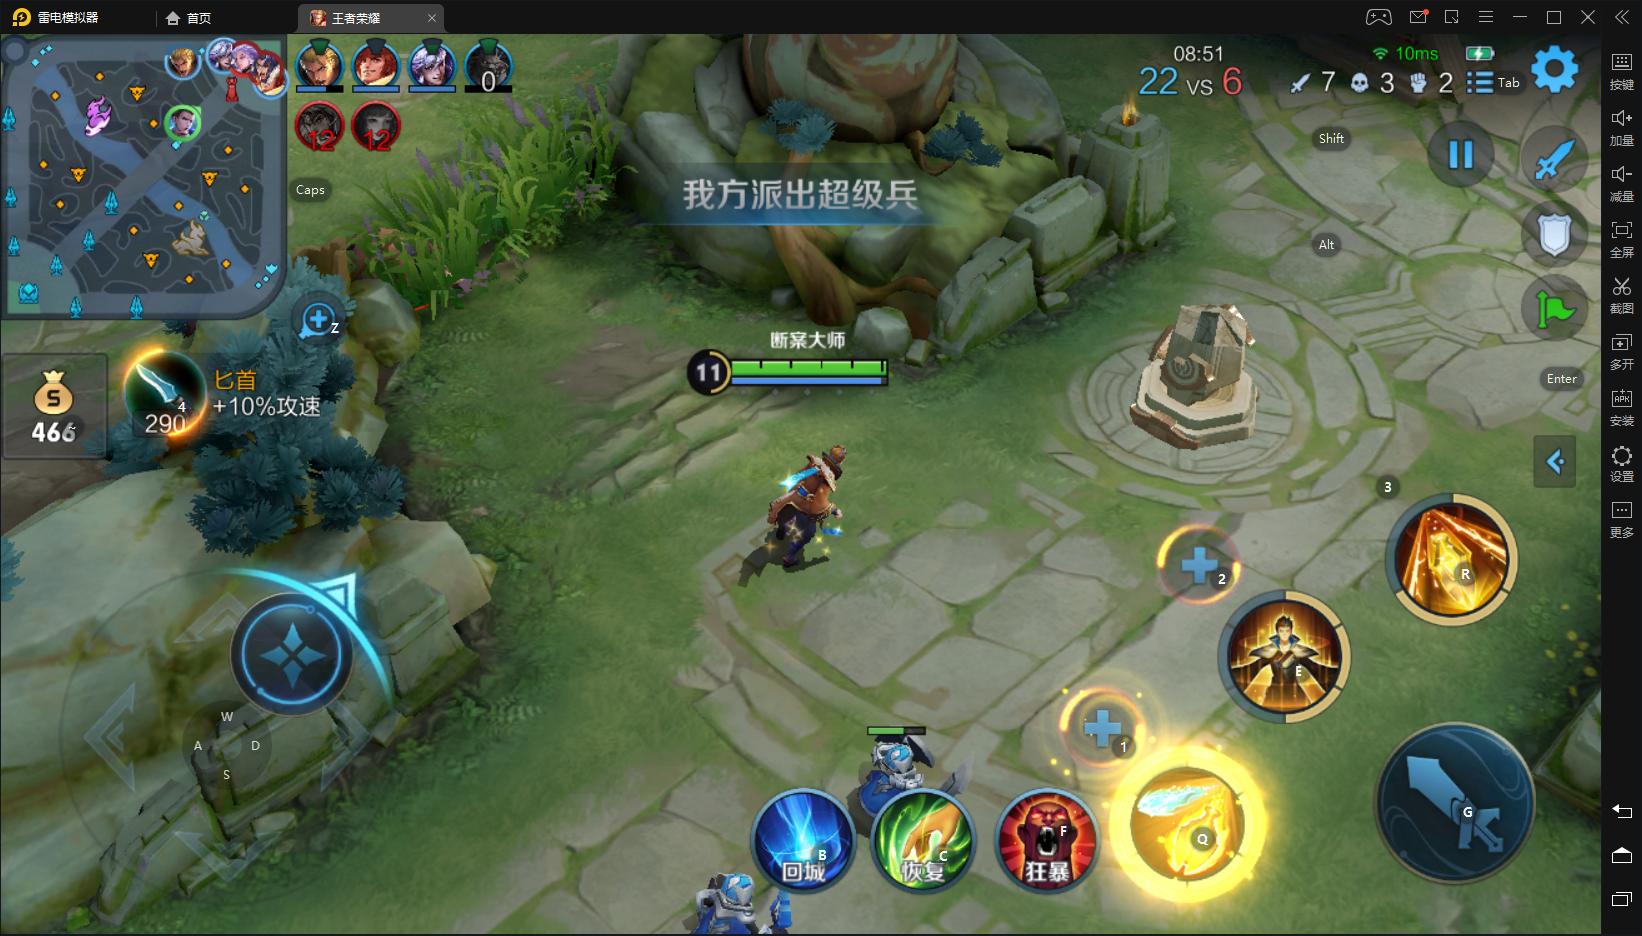 雷电模拟器
首页
王者荣耀
08:51
10ms
22 VS 6
7
3
2
Tab
0
12
12
Caps
Shift
Alt
Enter
我方派出超级兵
Z
466
匕首
+10%攻速
4
290
断案大师
11
3
R
2
E
1
Q
G
W
A
D
S
B
回城
C
恢复
F
狂暴
按键
加量
减量
全屏
截图
多开
APK
安装
设置
更多